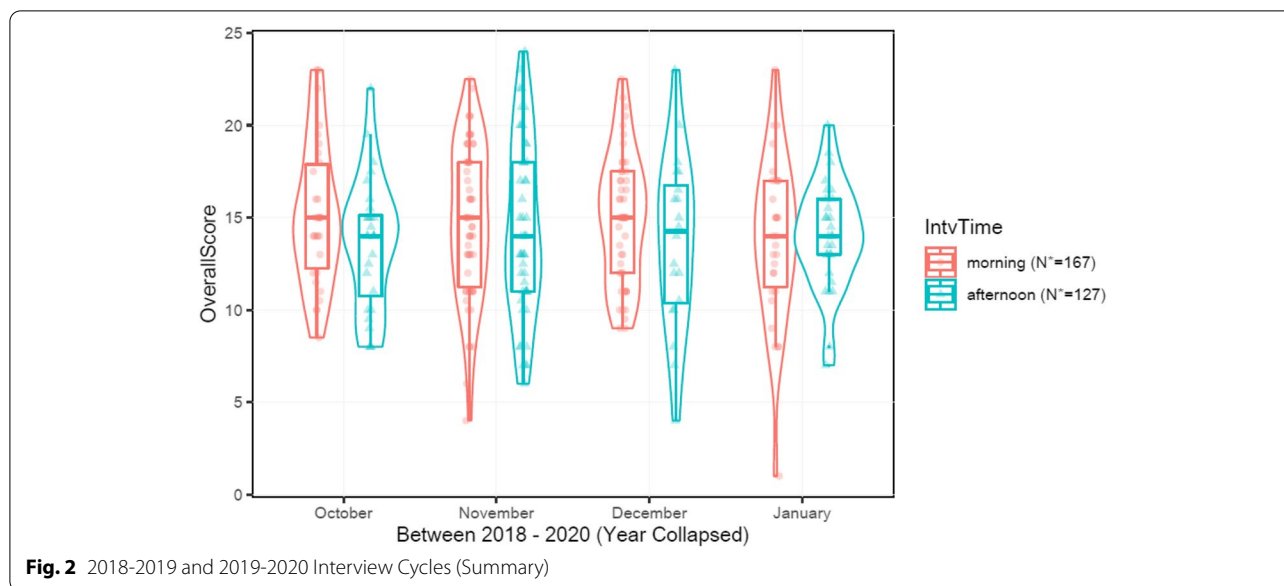 25
20
15
10
5
0
OverallScore
October November December January
Between 2018 - 2020 (Year Collapsed)
IntvTime
morning (N*=167)
afternoon (N*=127)
Fig. 2 2018-2019 and 2019-2020 Interview Cycles (Summary)